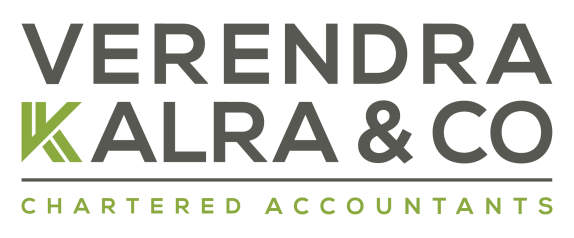 VERENDRA
KALRA & CO
CHARTERED ACCOUNTANTS